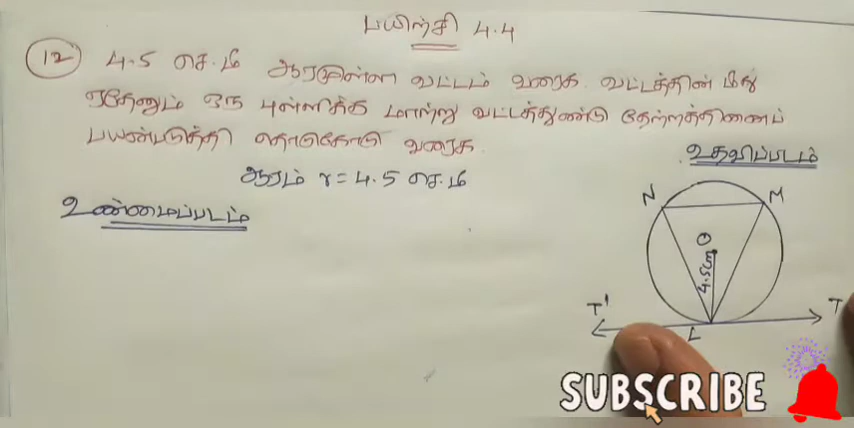 பயிற்சி 4.4
12 4.5 செ.மீ ஆரமுள்ள வட்டம் வரைக. வட்டத்தின் மீது
ஏதேனும் ஒரு புள்ளிக்கு மாற்று வட்டத்துண்டு தேற்றத்தினைப்
பயன்படுத்தி தொடுகோடு வரைக.
உதவிப்படம்
ஆரம் r = 4.5 செ.மீ
உண்மைப்படம்
N M
O
4.5cm
T' T
L
SUBSCRIBE